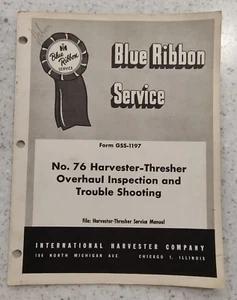 IH
Blue
Ribbon
SERVICE
Blue Ribbon
Service
Form GSS-1197
No. 76 Harvester-Thresher
Overhaul Inspection and
Trouble Shooting
File: Harvester-Thresher Service Manual
INTERNATIONAL HARVESTER COMPANY
180 NORTH MICHIGAN AVE. CHICAGO 1, ILLINOIS